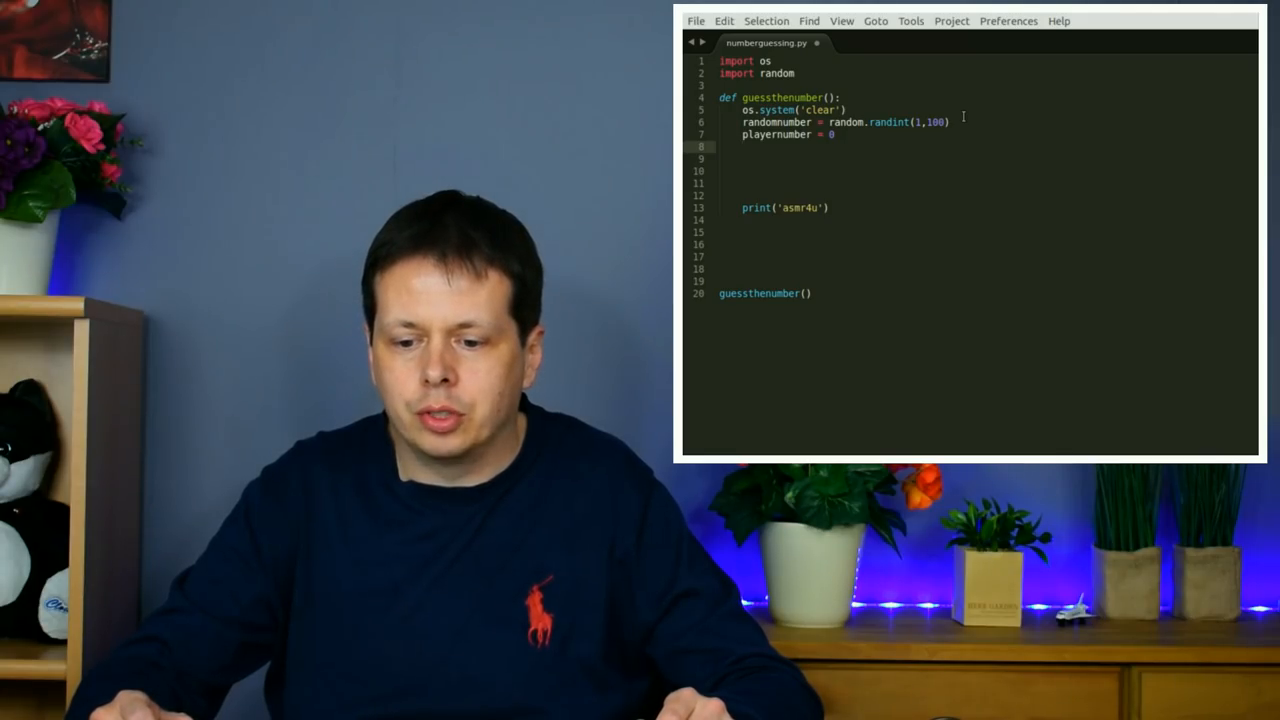 File Edit Selection Find View Goto Tools Project Preferences Help
numberguessing.py
1 import os
2 import random
3
4 def guessthenumber():
5 os.system('clear')
6 randomnumber = random.randint(1,100)
7 playernumber = 0
8
9
10
11
12
13 print('asmr4u')
14
15
16
17
18
19
20 guessthenumber()
HERB GARDEN